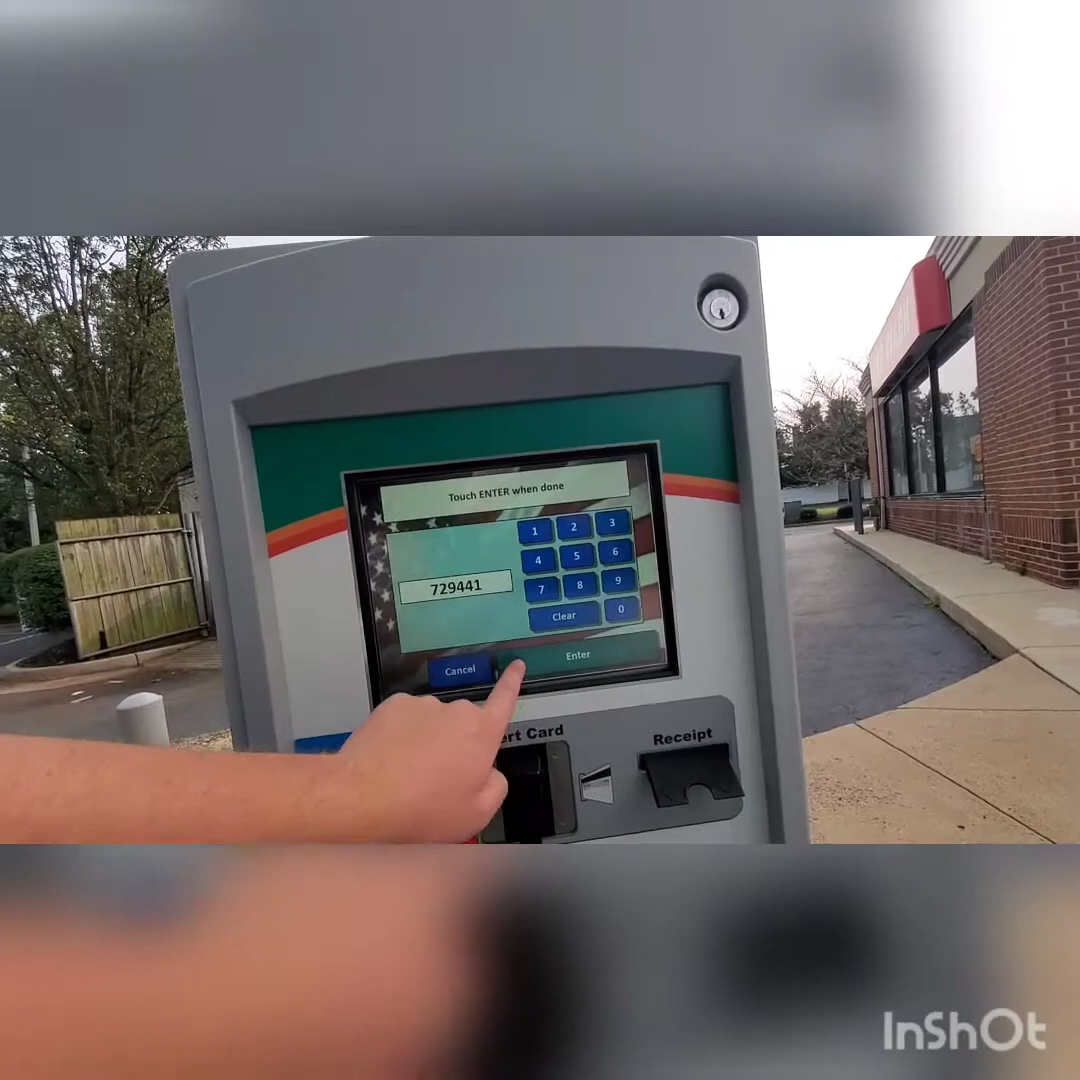 Touch ENTER when done
1 2 3
4 5 6
729441
7 8 9
Clear 0
Cancel Enter
ert Card
Receipt
InShOt